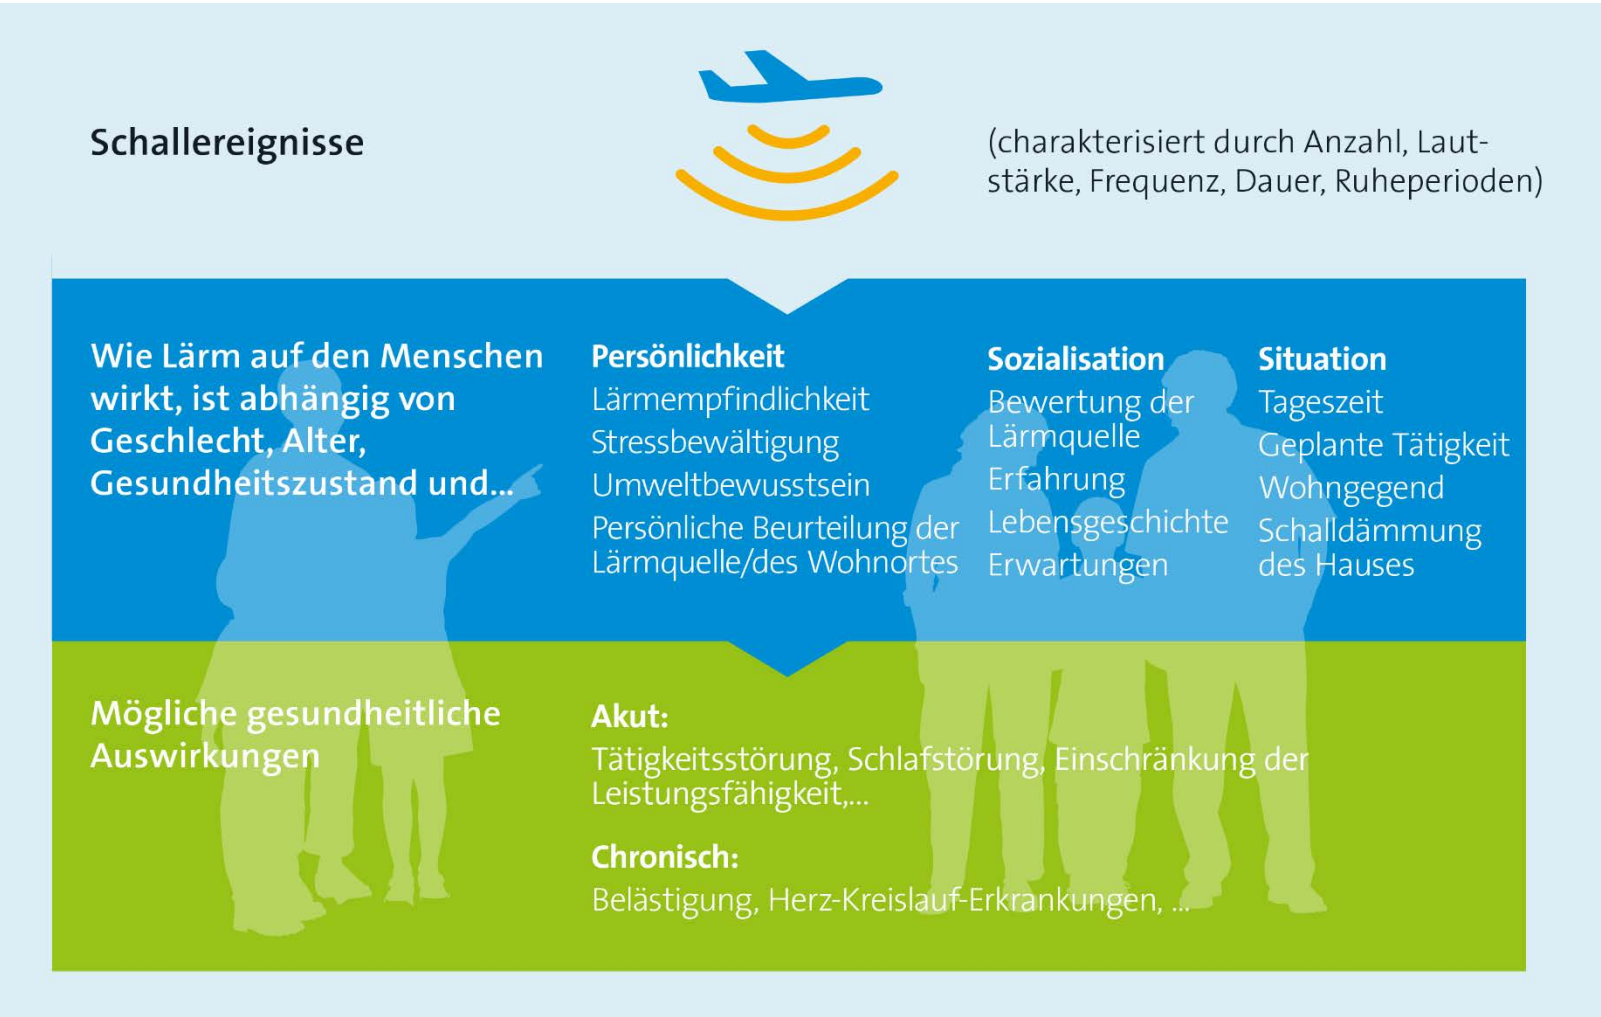 Schallereignisse
(charakterisiert durch Anzahl, Laut-
stärke, Frequenz, Dauer, Ruheperioden)
Wie Lärm auf den Menschen
wirkt, ist abhängig von
Geschlecht, Alter,
Gesundheitszustand und...
Persönlichkeit
Lärmempfindlichkeit
Stressbewältigung
Umweltbewusstsein
Persönliche Beurteilung der
Lärmquelle/des Wohnortes
Sozialisation
Bewertung der
Lärmquelle
Erfahrung
Lebensgeschichte
Erwartungen
Situation
Tageszeit
Geplante Tätigkeit
Wohngegend
Schalldämmung
des Hauses
Mögliche gesundheitliche
Auswirkungen
Akut:
Tätigkeitsstörung, Schlafstörung, Einschränkung der
Leistungsfähigkeit,...
Chronisch:
Belästigung, Herz-Kreislauf-Erkrankungen, ...